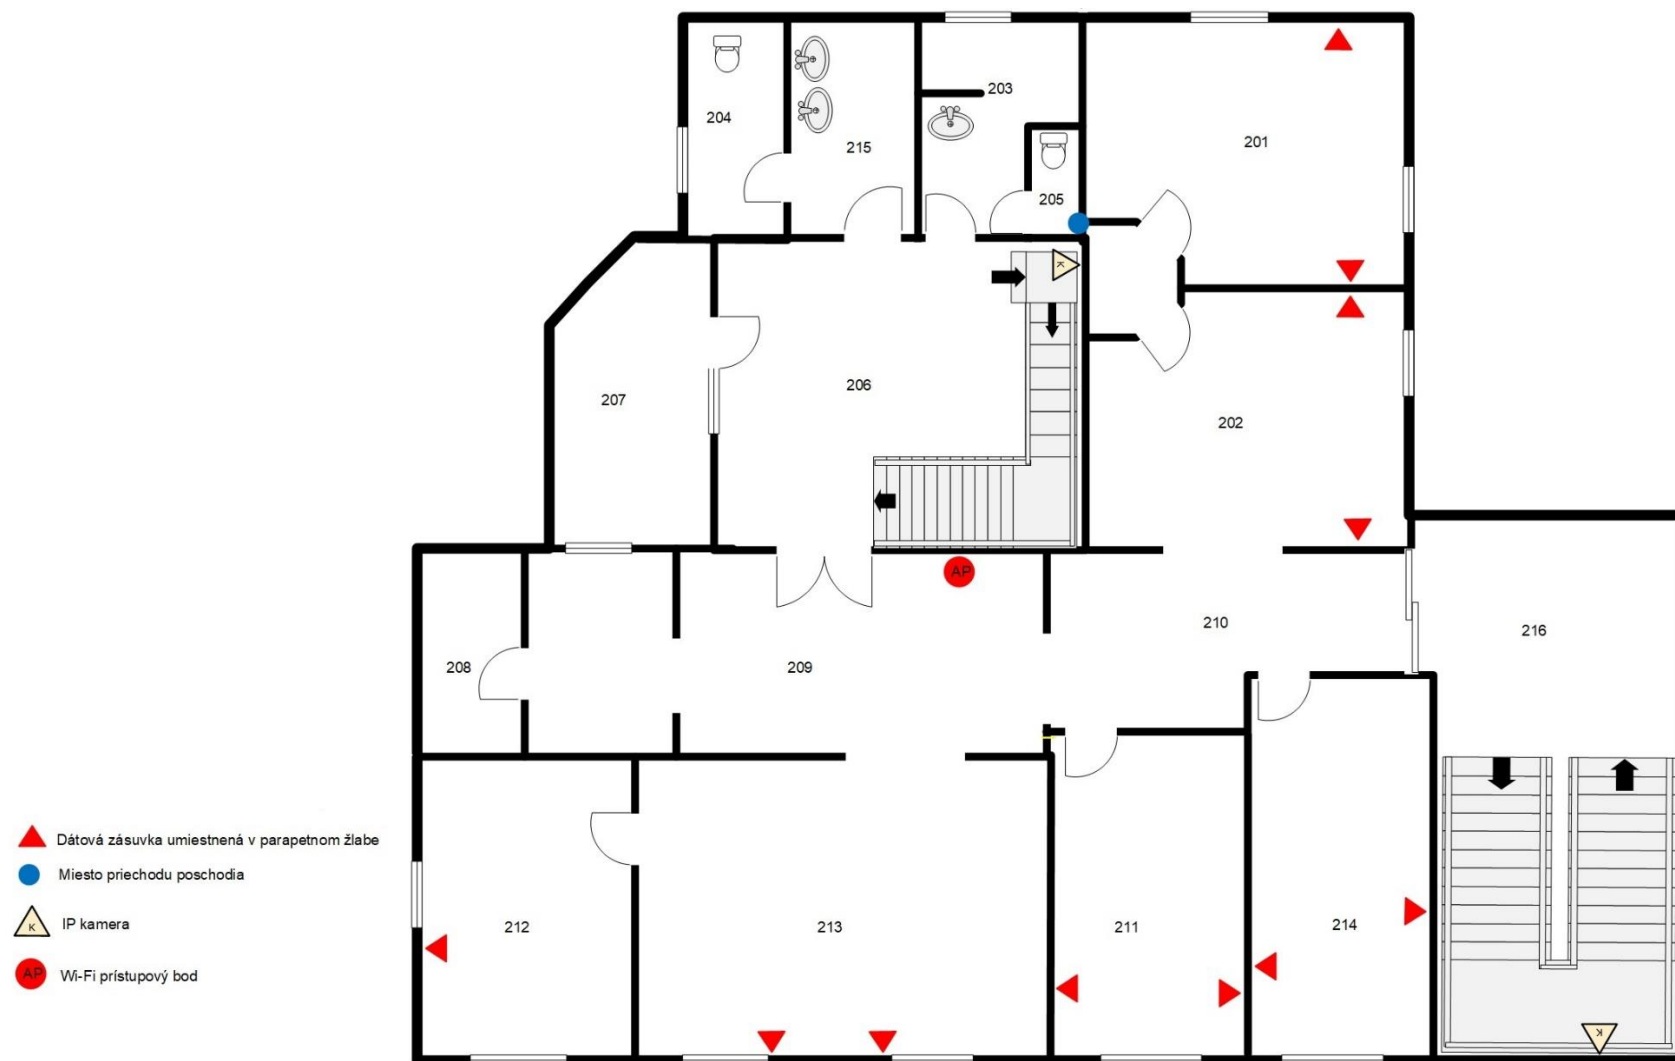 203
204
201
215
205
K
206
207
202
AP
210
216
208
209
Dátová zásuvka umiestnená v parapetnom žlabe
Miesto priechodu poschodia
K IP kamera
AP Wi-Fi prístupový bod
212
213
211
214
K